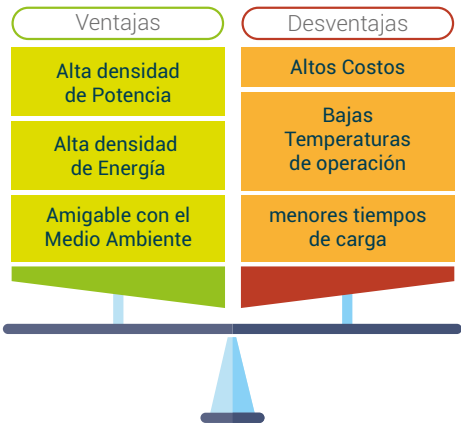 Ventajas
Alta densidad
de Potencia
Alta densidad
de Energía
Amigable con el
Medio Ambiente
Desventajas
Altos Costos
Bajas
Temperaturas
de operación
menores tiempos
de carga